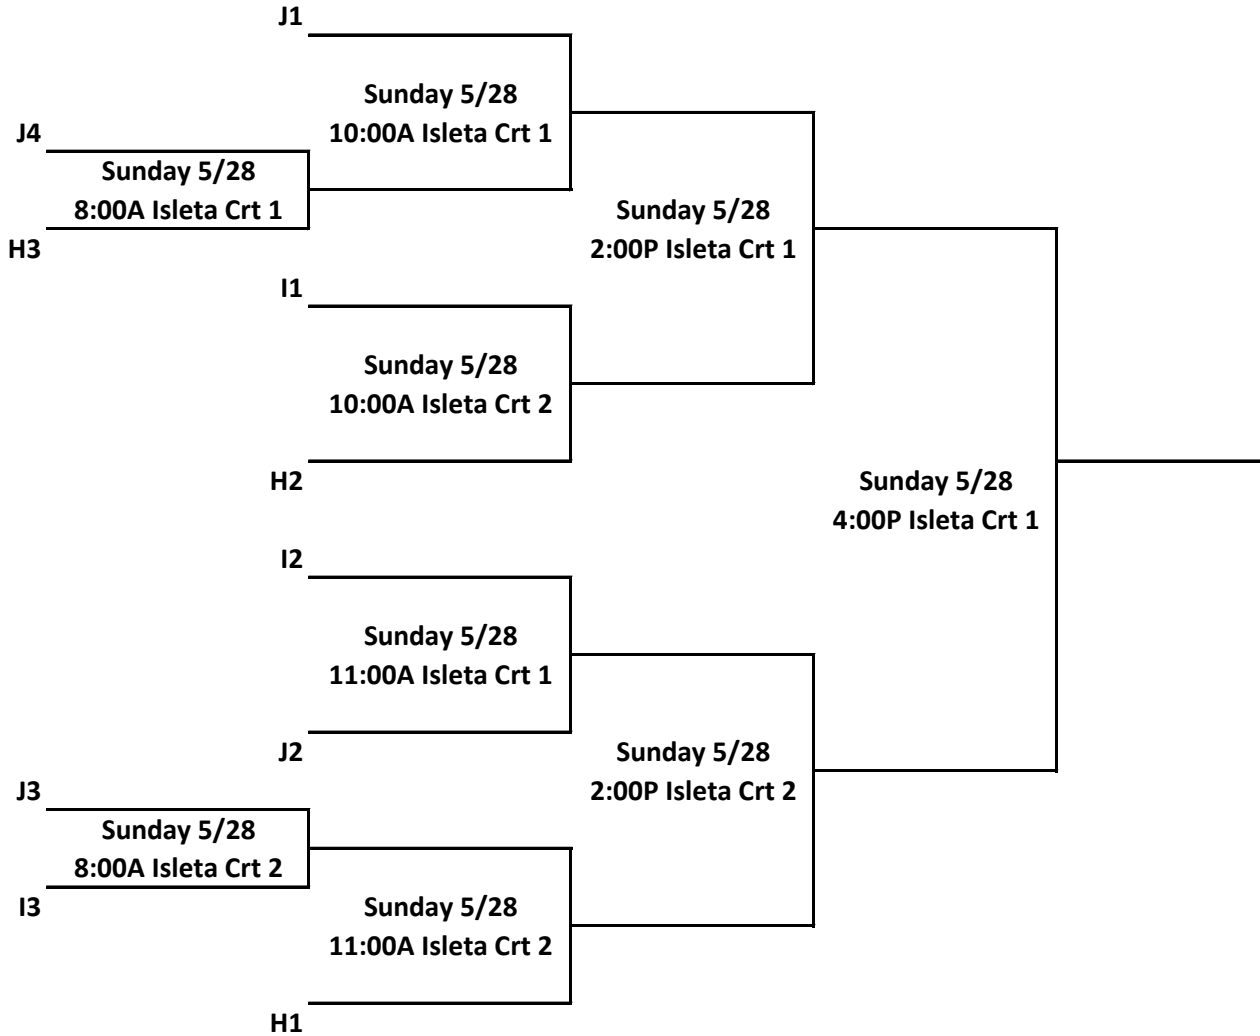 J1
Sunday 5/28
10:00A Isleta Crt 1
J4
Sunday 5/28
8:00A Isleta Crt 1
H3
Sunday 5/28
2:00P Isleta Crt 1
I1
Sunday 5/28
10:00A Isleta Crt 2
H2
Sunday 5/28
4:00P Isleta Crt 1
I2
Sunday 5/28
11:00A Isleta Crt 1
J2
Sunday 5/28
2:00P Isleta Crt 2
J3
Sunday 5/28
8:00A Isleta Crt 2
I3
Sunday 5/28
11:00A Isleta Crt 2
H1